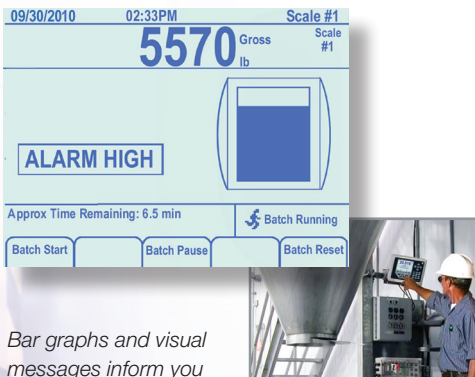 09/30/2010 02:33PM Scale #1
5570 Gross lb
Scale #1
ALARM HIGH
Approx Time Remaining: 6.5 min
Batch Running
Batch Start Batch Pause Batch Reset
Bar graphs and visual
messages inform you